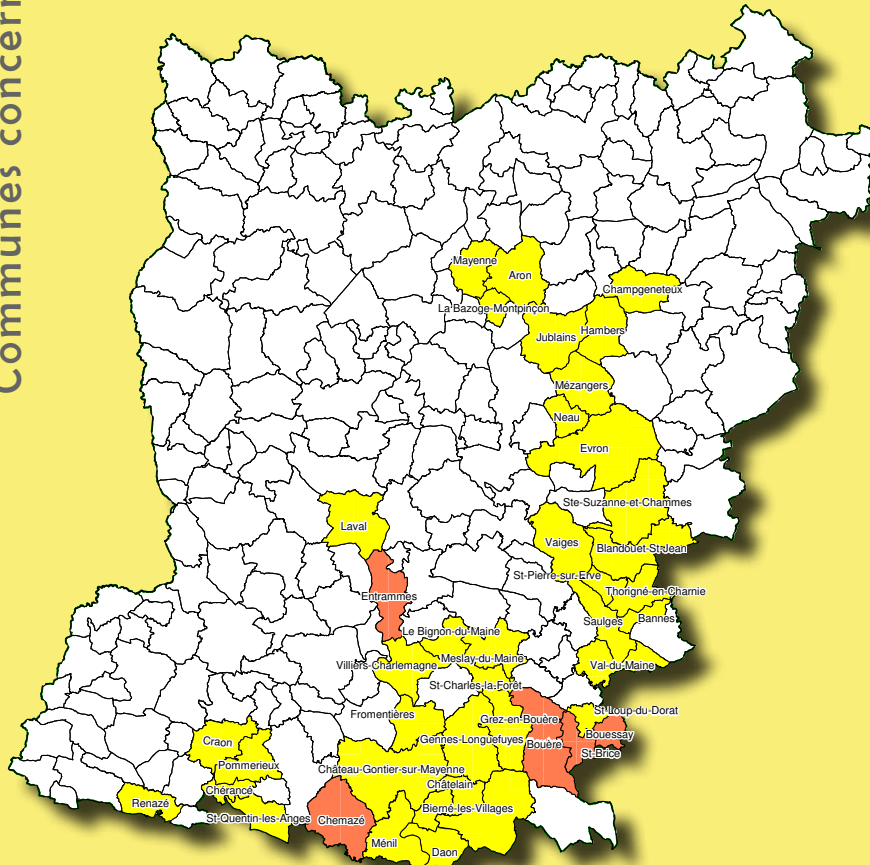 Communes concern
Mayenne
Aron
Champgeneteux
La Bazoge-Montpinçon
Hambers
Jublains
Mézangers
Neau
Evron
Ste-Suzanne-et-Chammes
Laval
Vaiges
Blandouet-St-Jean
St-Pierre-sur-Erve
Thorigné-en-Charnie
Entrammes
Saulges
Bannes
Le Bignon-du-Maine
Meslay-du-Maine
Villiers-Charlemagne
Val-du-Maine
St-Charles-la-Forêt
St-Loup-du-Dorat
Fromentières
Grez-en-Bouère
Bouessay
Gennes-Longuefuyes
Bouère
Craon
St-Brice
Pommerieux
Château-Gontier-sur-Mayenne
Châtelain
Chérancé
Renazé
Bierné-les-Villages
St-Quentin-les-Anges
Chemazé
Ménil
Daon